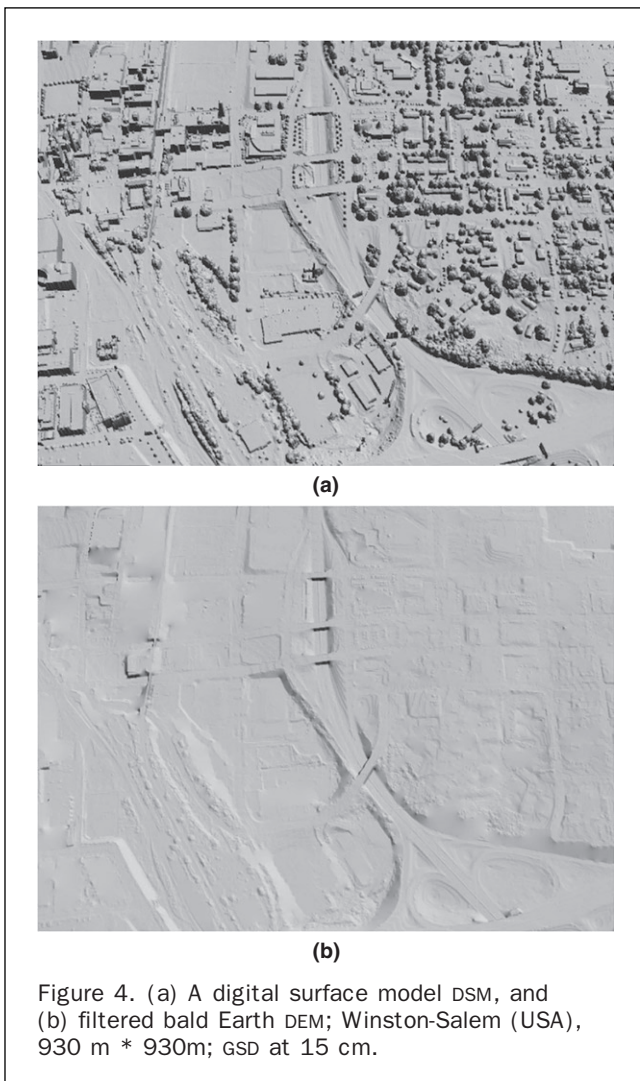 (a)
(b)
Figure 4. (a) A digital surface model DSM, and
(b) filtered bald Earth DEM; Winston-Salem (USA),
930 m * 930m; GSD at 15 cm.